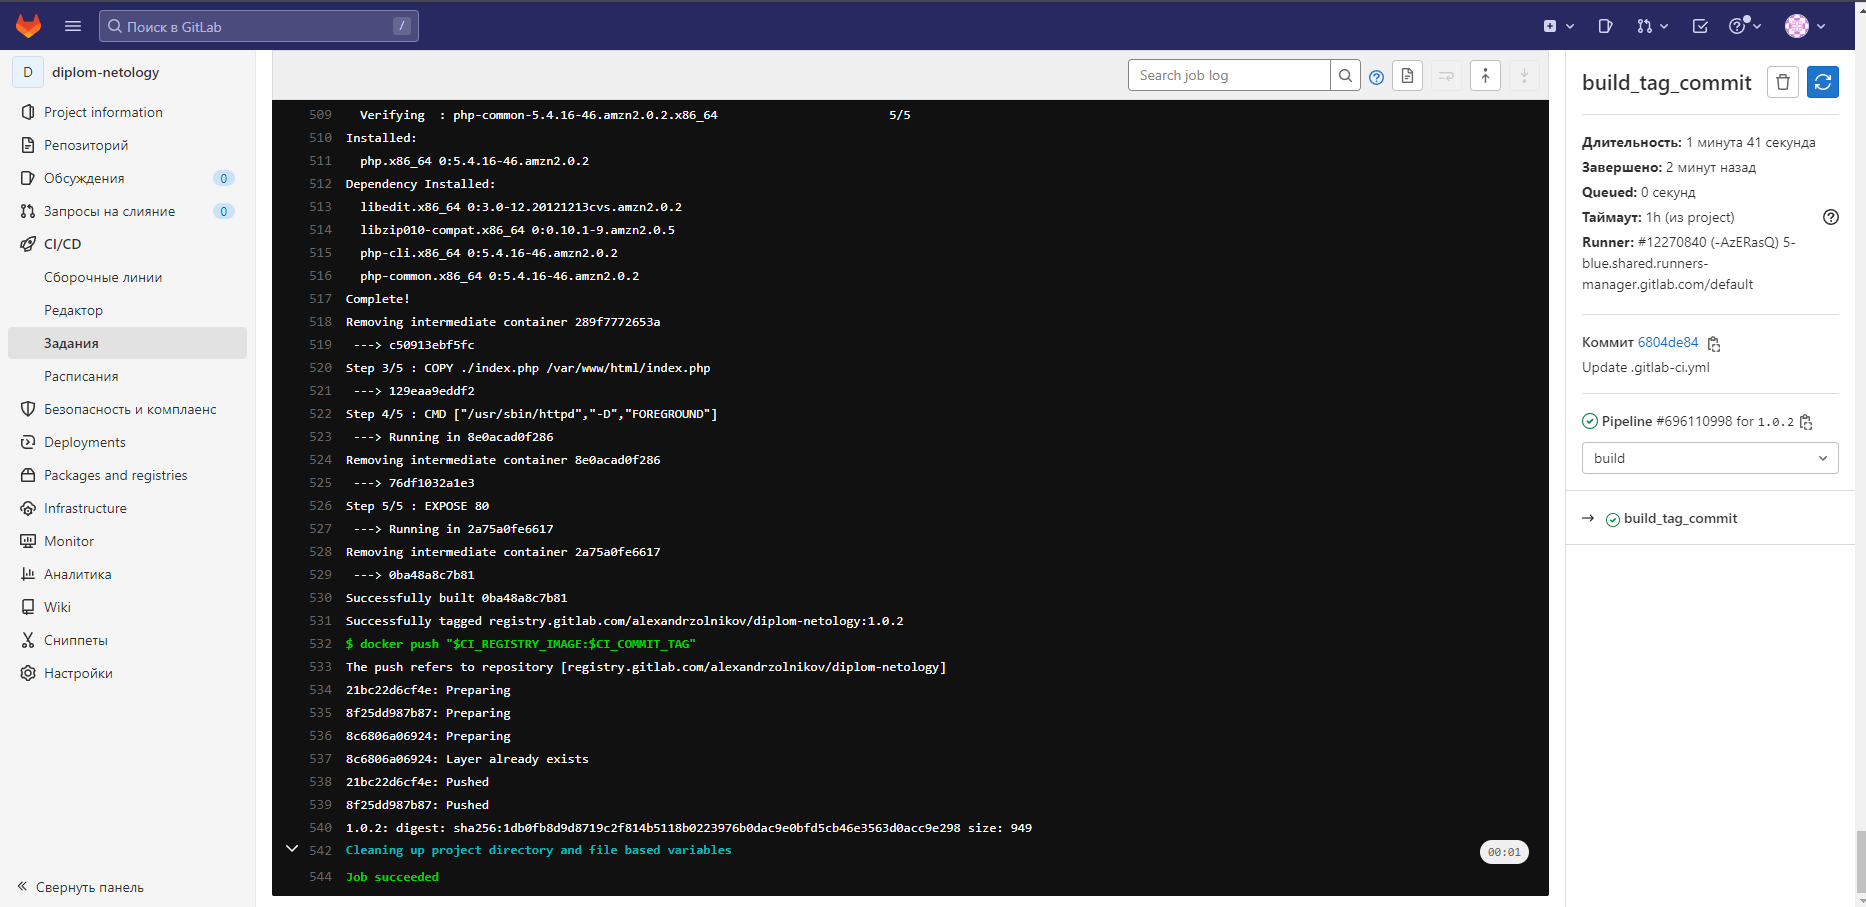 Поиск в GitLab /
D diplom-netology
Project information
Репозиторий
Обсуждения 0
Запросы на слияние 0
CI/CD
Сборочные линии
Редактор
Задания
Расписания
Безопасность и комплаенс
Deployments
Packages and registries
Infrastructure
Monitor
Аналитика
Wiki
Сниппеты
Настройки
Свернуть панель
Search job log
509 Verifying : php-common-5.4.16-46.amzn2.0.2.x86_64 5/5
510 Installed:
511 php.x86_64 0:5.4.16-46.amzn2.0.2
512 Dependency Installed:
513 libedit.x86_64 0:3.0-12.20121213cvs.amzn2.0.2
514 libzip010-compat.x86_64 0:0.10.1-9.amzn2.0.5
515 php-cli.x86_64 0:5.4.16-46.amzn2.0.2
516 php-common.x86_64 0:5.4.16-46.amzn2.0.2
517 Complete!
518 Removing intermediate container 289f7772653a
519 ---> c50913ebf5fc
520 Step 3/5 : COPY ./index.php /var/www/html/index.php
521 ---> 129eaa9eddf2
522 Step 4/5 : CMD ["/usr/sbin/httpd","-D","FOREGROUND"]
523 ---> Running in 8e0acad0f286
524 Removing intermediate container 8e0acad0f286
525 ---> 76df1032a1e3
526 Step 5/5 : EXPOSE 80
527 ---> Running in 2a75a0fe6617
528 Removing intermediate container 2a75a0fe6617
529 ---> 0ba48a8c7b81
530 Successfully built 0ba48a8c7b81
531 Successfully tagged registry.gitlab.com/alexandrzolnikov/diplom-netology:1.0.2
532 $ docker push "$CI_REGISTRY_IMAGE:$CI_COMMIT_TAG"
533 The push refers to repository [registry.gitlab.com/alexandrzolnikov/diplom-netology]
534 21bc22d6cf4e: Preparing
535 8f25dd987b87: Preparing
536 8c6806a06924: Preparing
537 8c6806a06924: Layer already exists
538 21bc22d6cf4e: Pushed
539 8f25dd987b87: Pushed
540 1.0.2: digest: sha256:1db0fb8d9d8719c2f814b5118b0223976b0dac9e0bfd5cb46e3563d0acc9e298 size: 949
542 Cleaning up project directory and file based variables 00:01
544 Job succeeded
build_tag_commit
Длительность: 1 минута 41 секунда
Завершено: 2 минут назад
Queued: 0 секунд
Таймаут: 1h (из project)
Runner: #12270840 (-AzERasQ) 5-
blue.shared.runners-
manager.gitlab.com/default
Коммит 6804de84
Update .gitlab-ci.yml
Pipeline #696110998 for 1.0.2
build
→ build_tag_commit